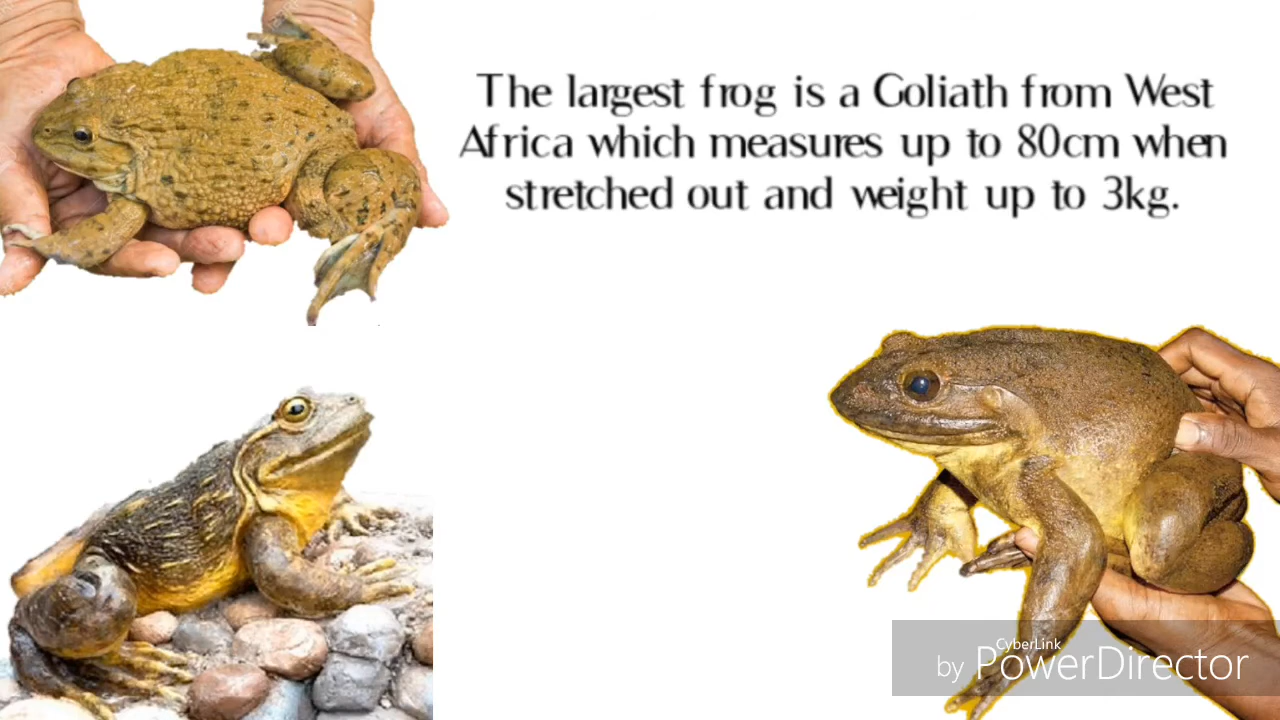 The largest frog is a Goliath from West
Africa which measures up to 80cm when
stretched out and weight up to 3kg.
CyberLink
by PowerDirector